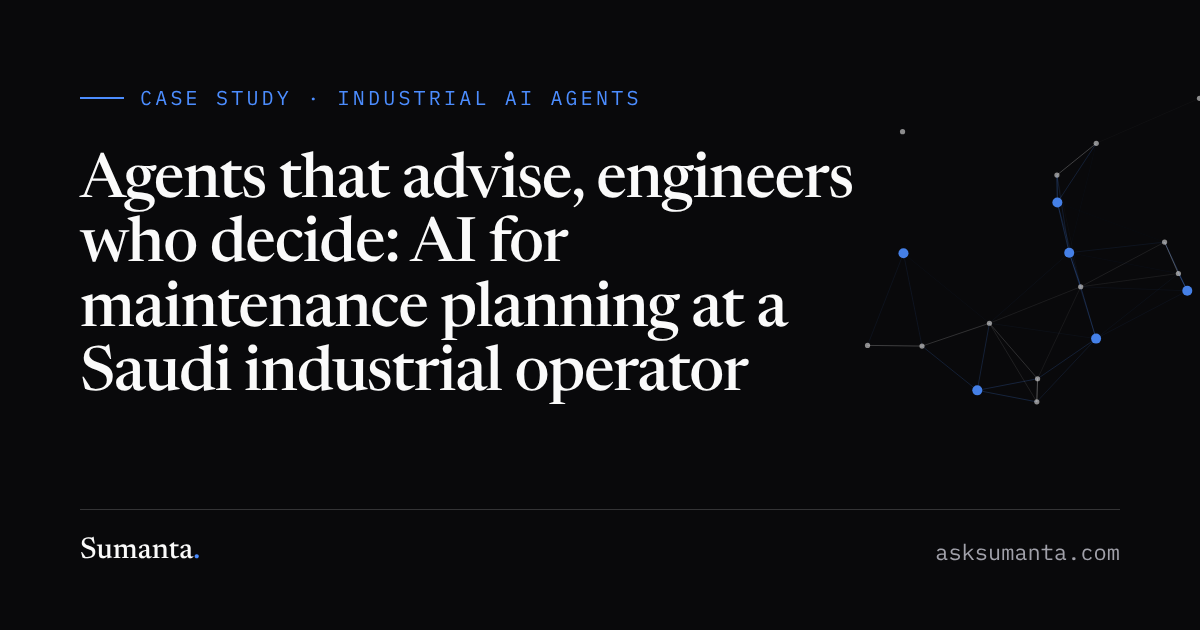 CASE STUDY · INDUSTRIAL AI AGENTS
Agents that advise, engineers
who decide: AI for
maintenance planning at a
Saudi industrial operator
Sumanta.
asksumanta.com